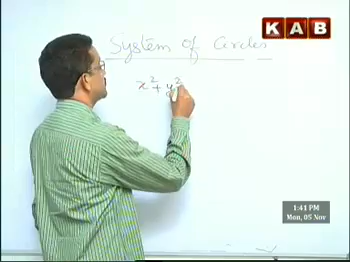 KAB
System of Circles
x² + y²
1:41 PM
Mon, 05 Nov